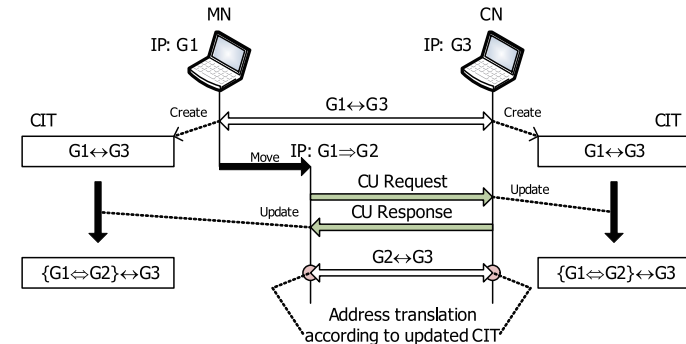 MN
CN
IP: G1
IP: G3
G1↔G3
CIT
Create
Create
CIT
G1↔G3
G1↔G3
Move
IP: G1⇒G2
CU Request
Update
Update
CU Response
G2↔G3
{G1⇔G2}↔G3
{G1⇔G2}↔G3
Address translation
according to updated CIT